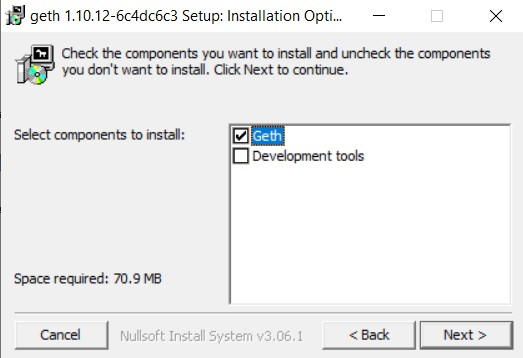 geth 1.10.12-6c4dc6c3 Setup: Installation Opti...
Check the components you want to install and uncheck the components
you don't want to install. Click Next to continue.
Select components to install:
Geth
Development tools
Space required: 70.9 MB
Cancel
Nullsoft Install System v3.06.1
< Back
Next >